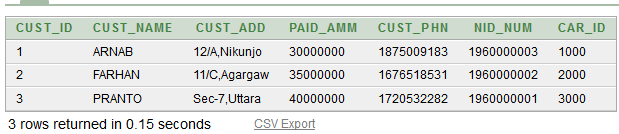 CUST_ID CUST_NAME CUST_ADD PAID_AMM CUST_PHN NID_NUM CAR_ID
1 ARNAB 12/A,Nikunjo 30000000 1875009183 1960000003 1000
2 FARHAN 11/C,Agargaw 35000000 1676518531 1960000002 2000
3 PRANTO Sec-7,Uttara 40000000 1720532282 1960000001 3000
3 rows returned in 0.15 seconds CSV Export